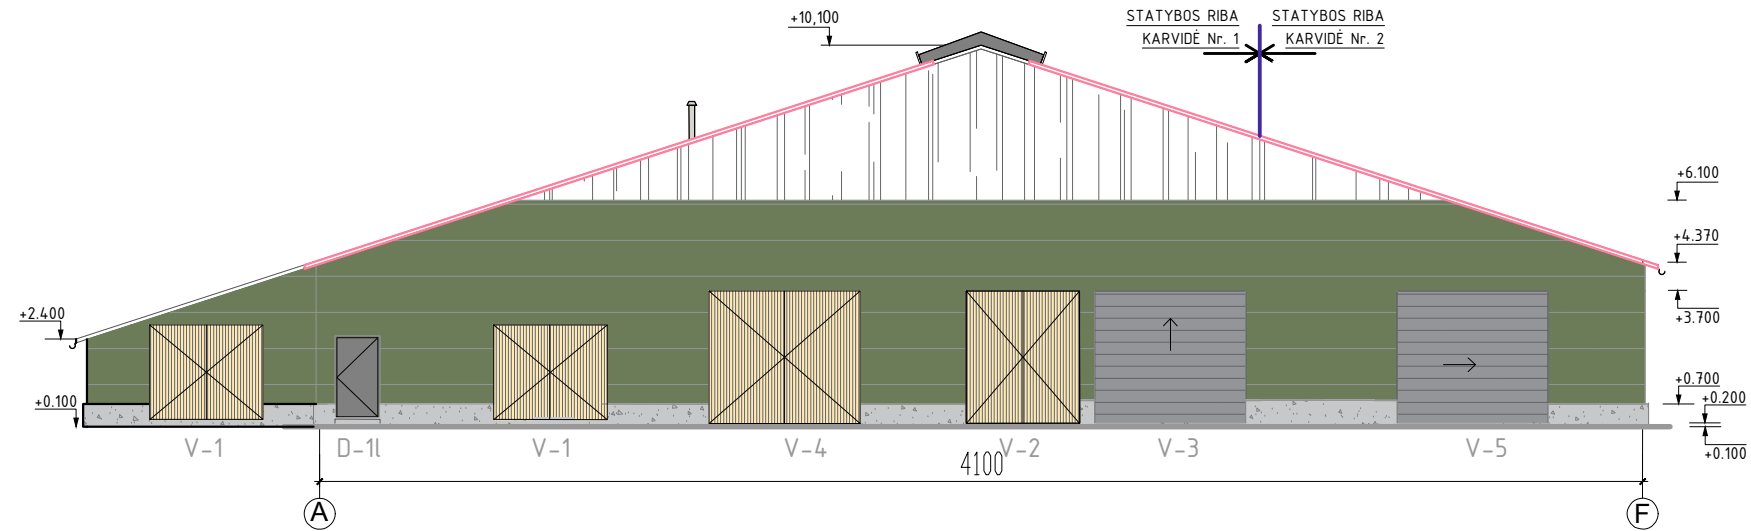 +10,100
STATYBOS RIBA
KARVIDĖ Nr. 1
STATYBOS RIBA
KARVIDĖ Nr. 2
+6.100
+4.370
+3.700
+2.400
+0.700
+0.200
+0.100
+0.100
V-1
D-1l
V-1
V-4
V-2
V-3
V-5
4100
A
F